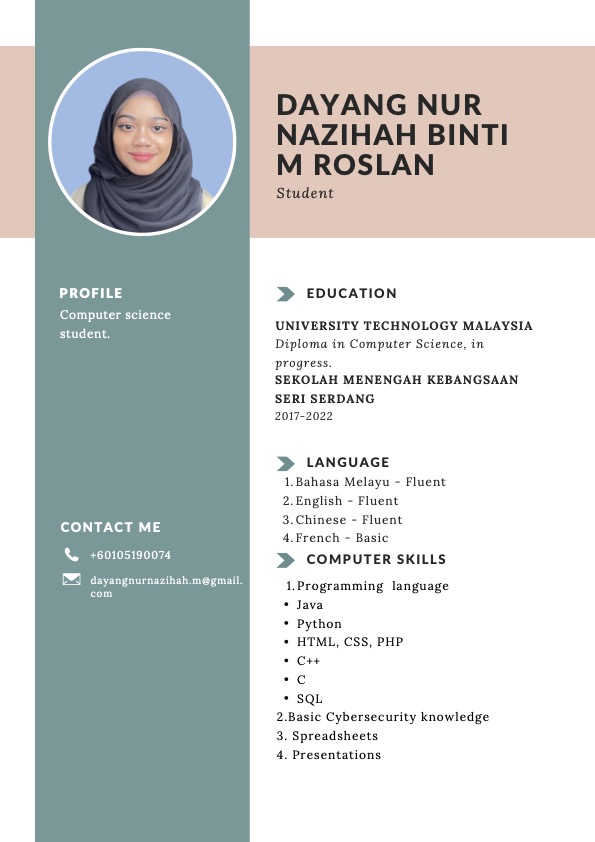 DAYANG NUR
NAZIHAH BINTI
M ROSLAN
Student
PROFILE
Computer science
student.
CONTACT ME
+60105190074
dayangnurnazihah.m@gmail.
com
EDUCATION
UNIVERSITY TECHNOLOGY MALAYSIA
Diploma in Computer Science, in
progress.
SEKOLAH MENENGAH KEBANGSAAN
SERI SERDANG
2017-2022
LANGUAGE
1. Bahasa Melayu - Fluent
2. English - Fluent
3. Chinese - Fluent
4. French - Basic
COMPUTER SKILLS
1. Programming language
• Java
• Python
• HTML, CSS, PHP
• C++
• C
• SQL
2.Basic Cybersecurity knowledge
3. Spreadsheets
4. Presentations